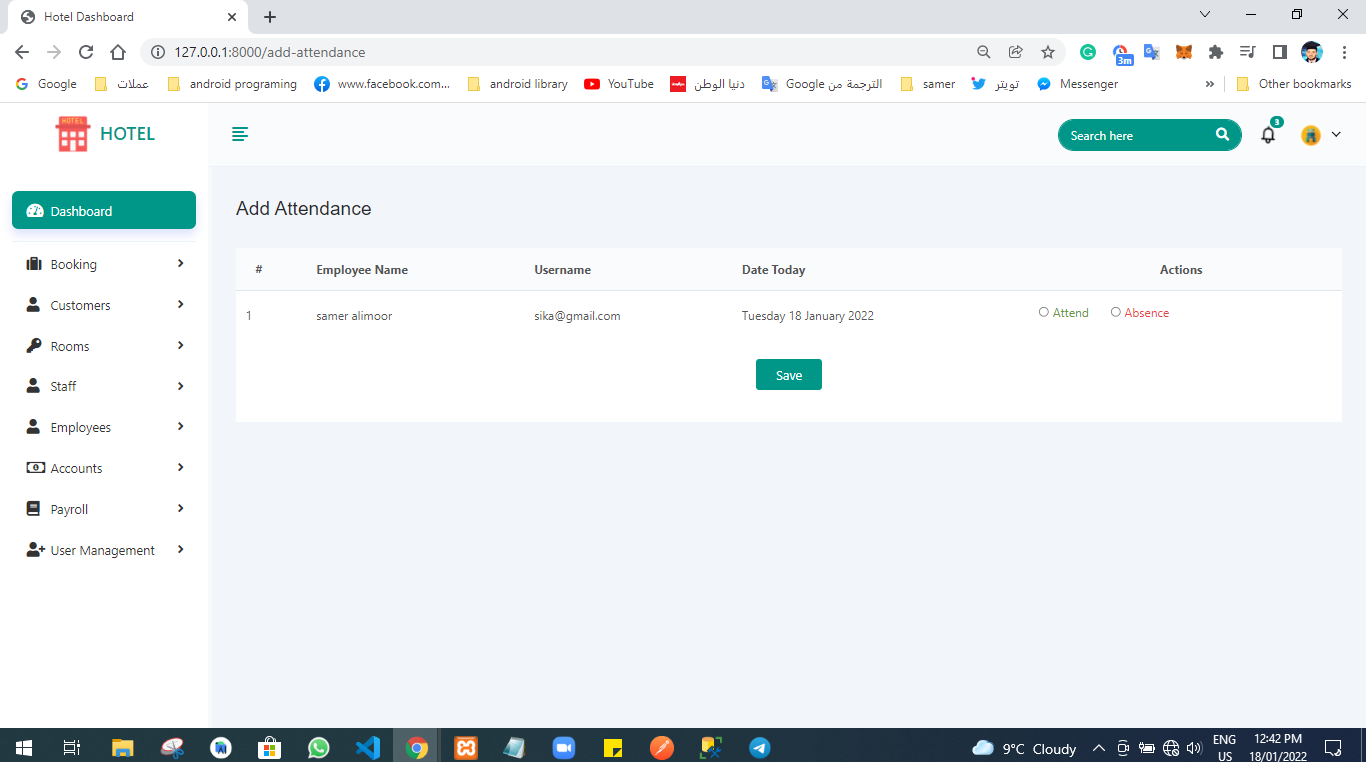 Hotel Dashboard
127.0.0.1:8000/add-attendance
3m
Google
عملات
android programing
www.facebook.com...
android library
YouTube
دنيا الوطن
الترجمة من Google
samer
تويتر
Messenger
»
Other bookmarks
HOTEL
HOTEL
Search here
3
Dashboard
Booking
Customers
Rooms
Staff
Employees
Accounts
Payroll
User Management
Add Attendance
# Employee Name Username Date Today Actions
1 samer alimoor sika@gmail.com Tuesday 18 January 2022 Attend Absence
Save
9°C Cloudy
ENG
US
12:42 PM
18/01/2022